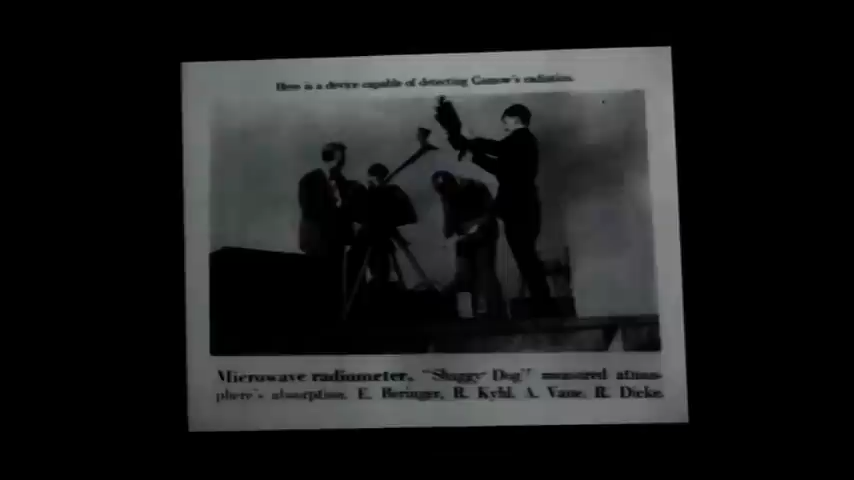 Here is a device capable of detecting Gamow's radiation.
Microwave radiometer, "Shaggy Dog" measured atmos-
phere's absorption. E. Beringer, R. Kyhl, A. Vane, R. Dicke.